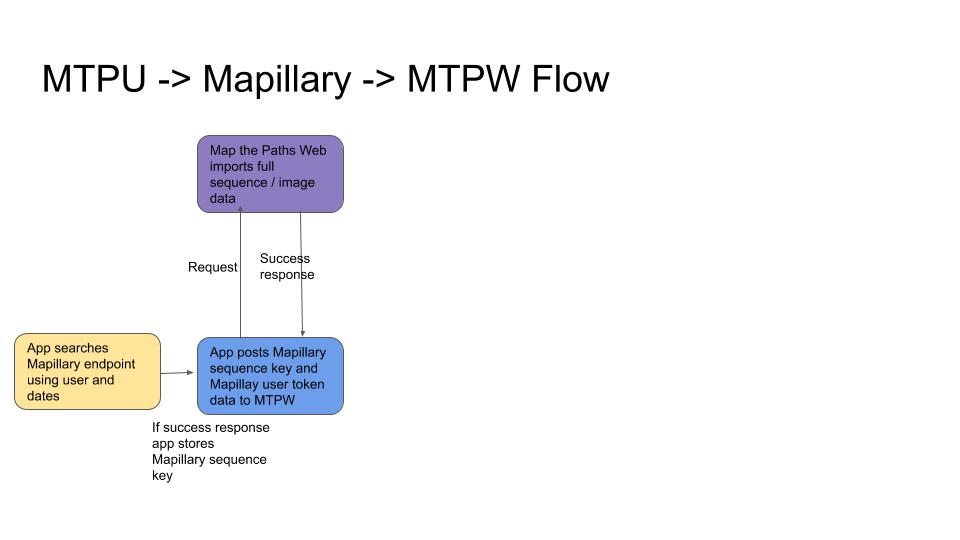 MTPU -> Mapillary -> MTPW Flow
Map the Paths Web
imports full
sequence / image
data
Request
Success
response
App searches
Mapillary endpoint
using user and
dates
App posts Mapillary
sequence key and
Mapillay user token
data to MTPW
If success response
app stores
Mapillary sequence
key